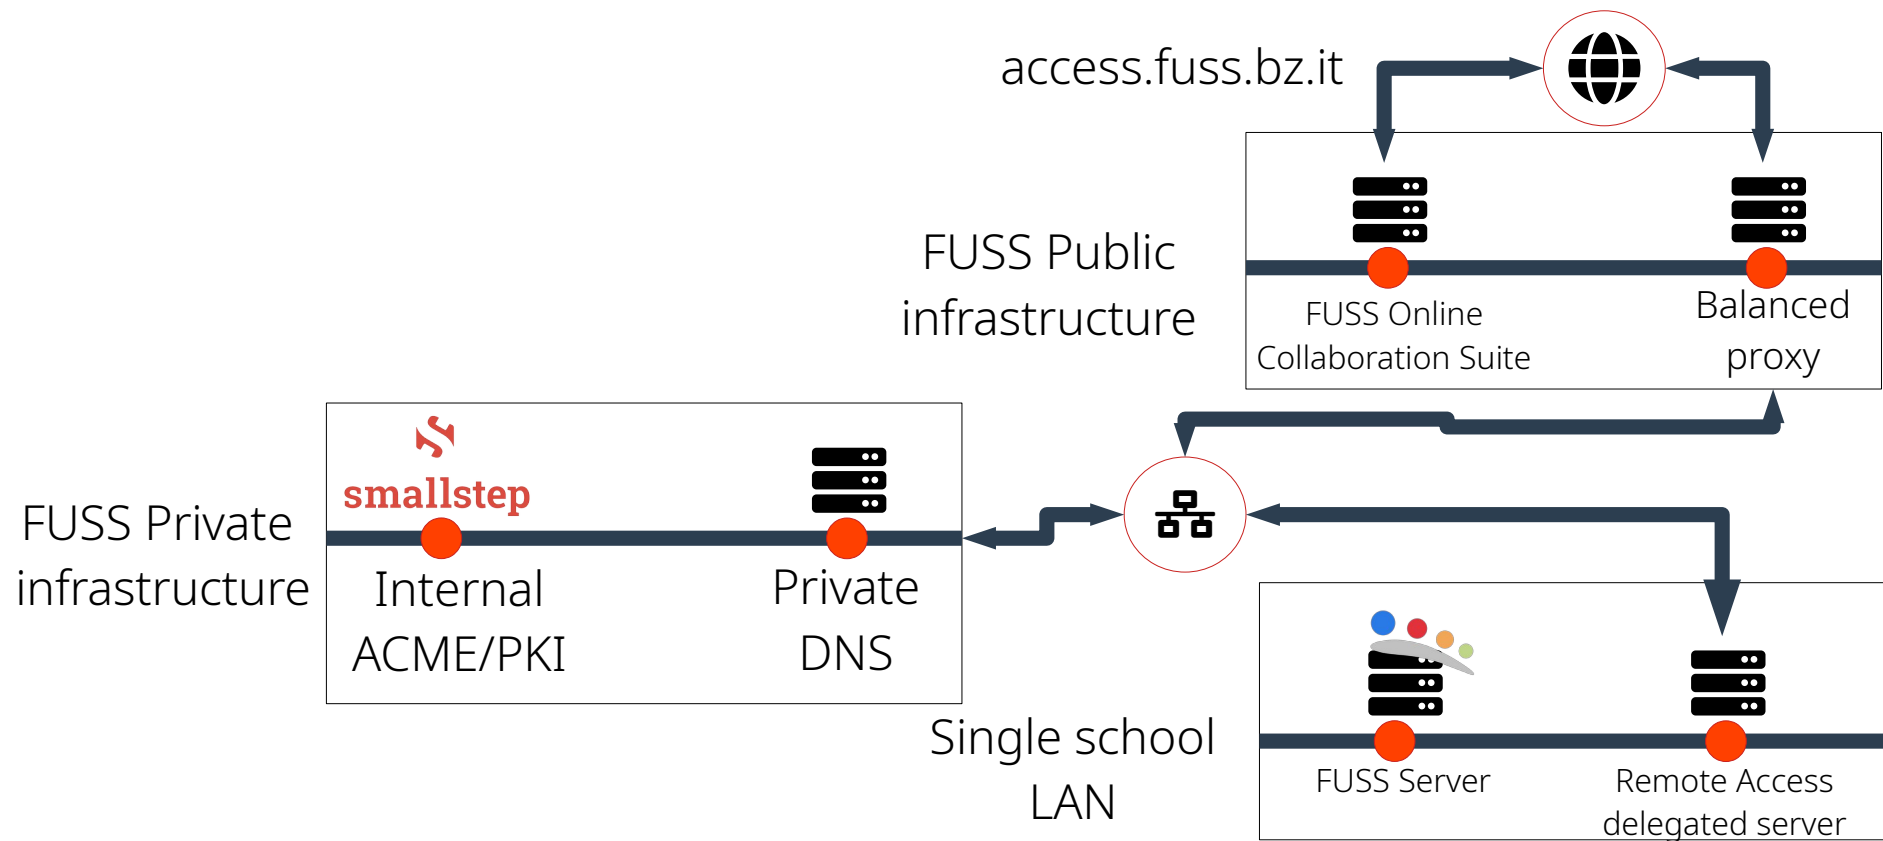 access.fuss.bz.it
FUSS Public
infrastructure
FUSS Online
Collaboration Suite
Balanced
proxy
FUSS Private
infrastructure
smallstep
Internal
ACME/PKI
Private
DNS
Single school
LAN
FUSS Server
Remote Access
delegated server